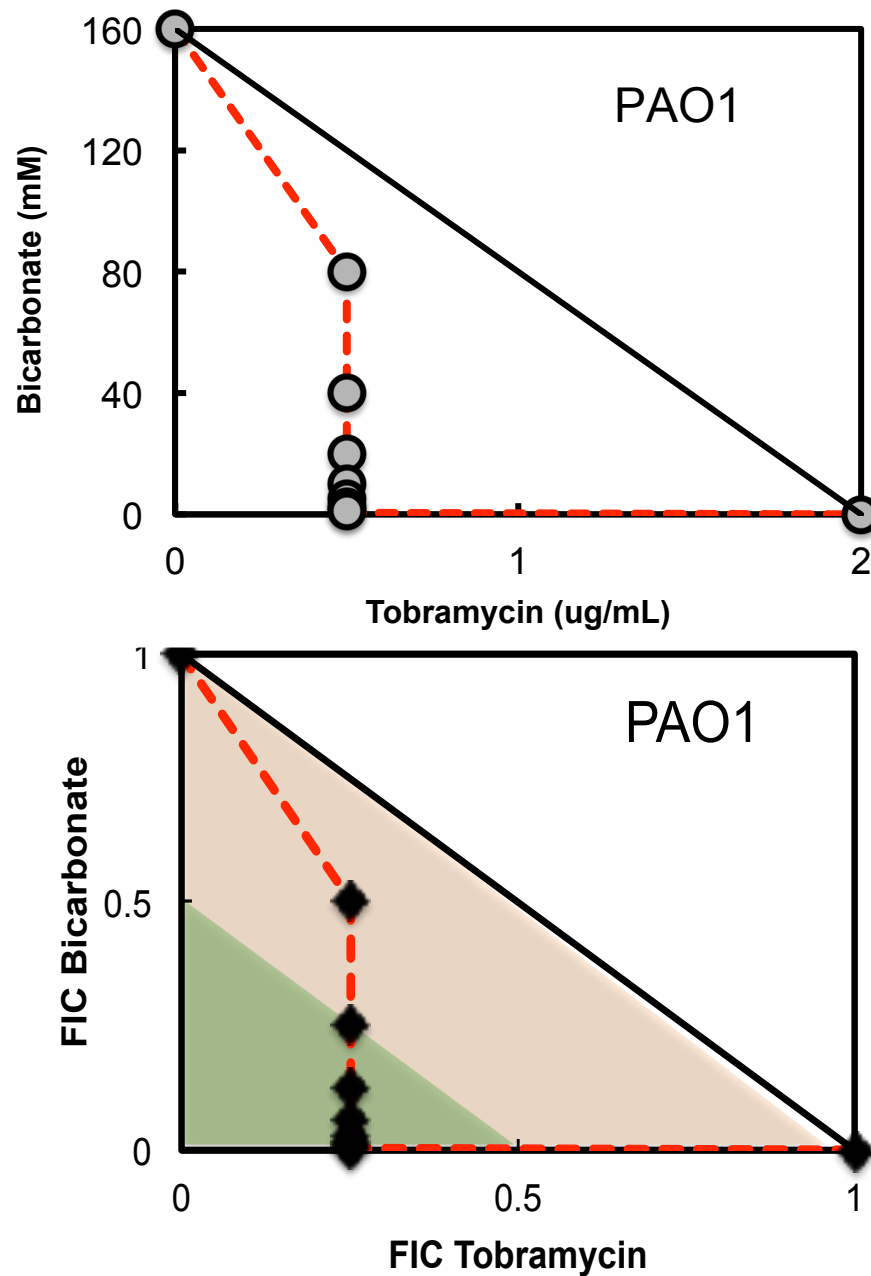 160
PAO1
120
80
40
0
0 1 2
Bicarbonate (mM)
Tobramycin (ug/mL)
1
PAO1
0.5
0
0 0.5 1
FIC Bicarbonate
FIC Tobramycin